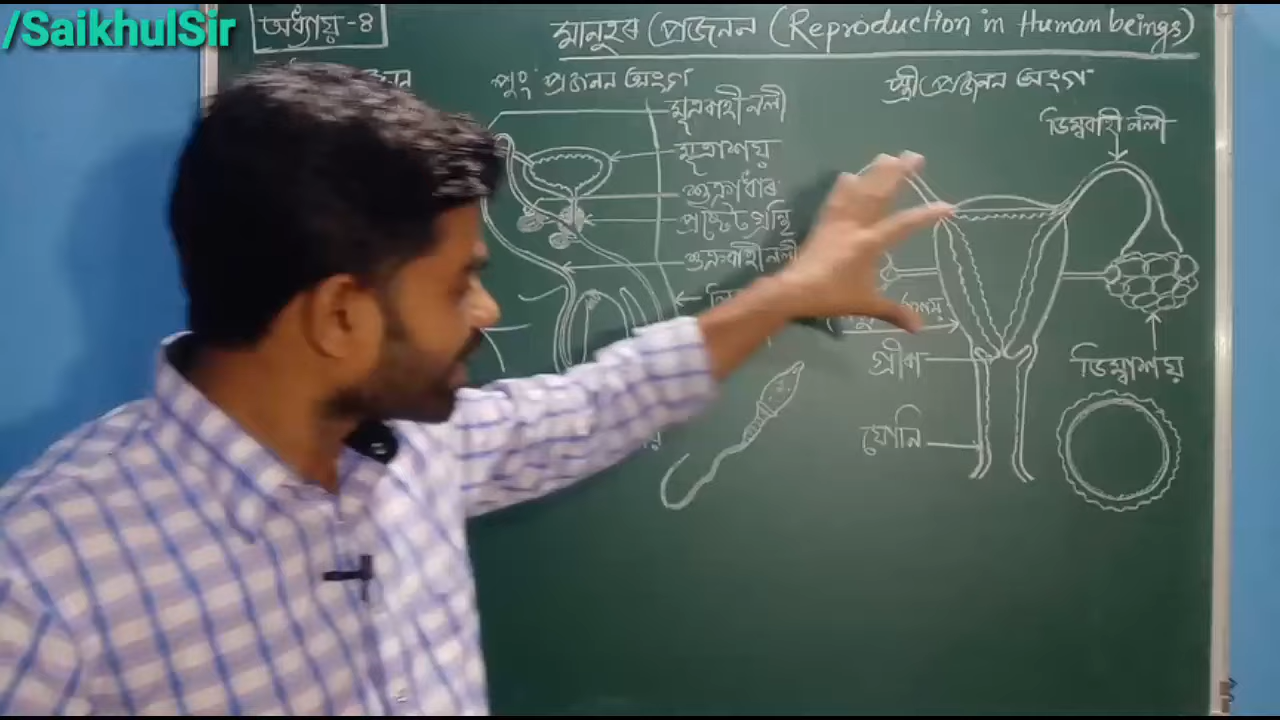 /SaikhulSir
অধ্যায় -৪
মানুহৰ প্ৰজনন (Reproduction in Human beings)
পুং প্ৰজনন অংগ
স্ত্ৰী প্ৰজনন অংগ
মূত্ৰবাহী নলী
মূত্ৰাশয়
শুক্ৰাধাৰ
প্ৰষ্টেট গ্ৰন্থি
শুক্ৰবাহী নলী
ডিম্ববাহী নলী
গ্ৰীবা
যোনি
ডিম্বাশয়